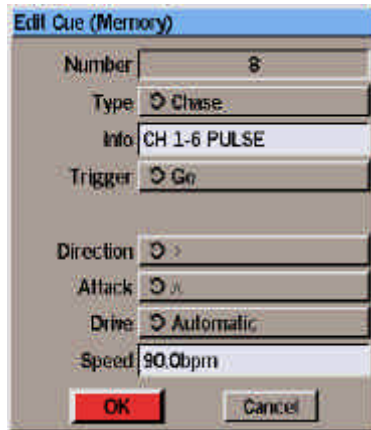 Edit Cue (Memory)
Number 8
Type Chase
Info CH 1-6 PULSE
Trigger Go
Direction >
Attack ^
Drive Automatic
Speed 90.0bpm
OK Cancel